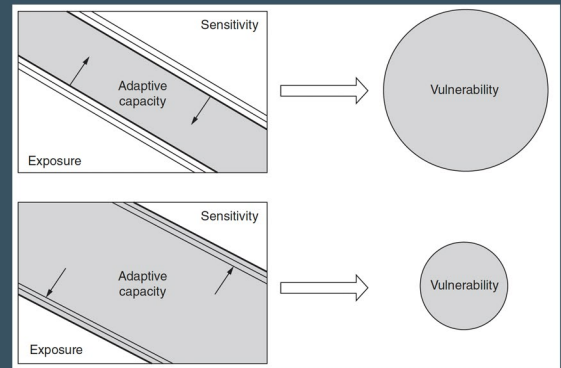 Sensitivity
Adaptive
capacity
Exposure
Vulnerability
Sensitivity
Adaptive
capacity
Exposure
Vulnerability